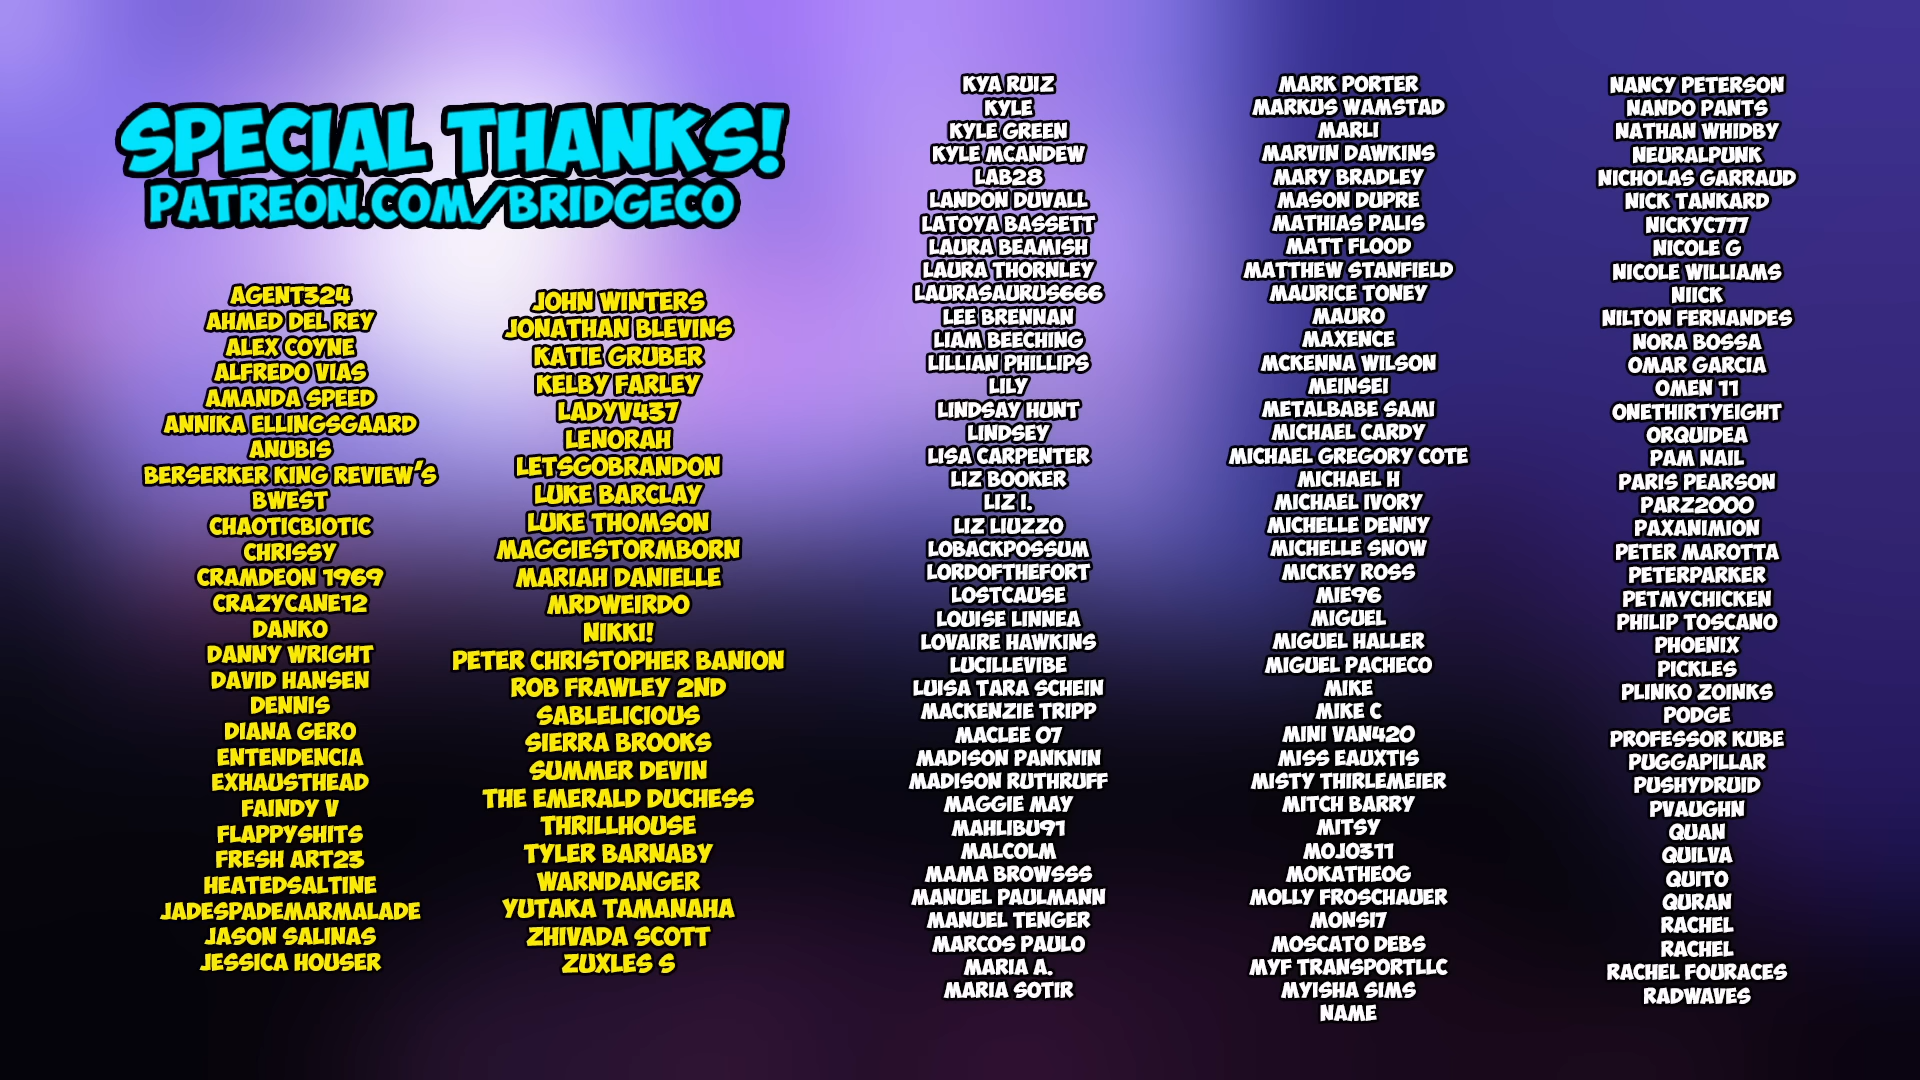 SPECIAL THANKS!
PATREON.COM/BRIDGECO
AGENT324
AHMED DEL REY
ALEX COYNE
ALFREDO VIAS
AMANDA SPEED
ANNIKA ELLINGSGAARD
ANUBIS
BERSERKER KING REVIEW'S
BWEST
CHAOTICBIOTIC
CHRISSY
CRAMDEON 1969
CRAZYCANE12
DANKO
DANNY WRIGHT
DAVID HANSEN
DENNIS
DIANA GERO
ENTENDENCIA
EXHAUSTHEAD
FAINDY V
FLAPPYSHITS
FRESH ART23
HEATEDSALTINE
JADESPADEMARMALADE
JASON SALINAS
JESSICA HOUSER
JOHN WINTERS
JONATHAN BLEVINS
KATIE GRUBER
KELBY FARLEY
LADYV437
LENORAH
LETSGOBRANDON
LUKE BARCLAY
LUKE THOMSON
MAGGIESTORMBORN
MARIAH DANIELLE
MRDWEIRDO
NIKKI!
PETER CHRISTOPHER BANION
ROB FRAWLEY 2ND
SABLELICIOUS
SIERRA BROOKS
SUMMER DEVIN
THE EMERALD DUCHESS
THRILLHOUSE
TYLER BARNABY
WARNDANGER
YUTAKA TAMANAHA
ZHIVADA SCOTT
ZUXLES S
KYA RUIZ
KYLE
KYLE GREEN
KYLE MCANDEW
LAB28
LANDON DUVALL
LATOYA BASSETT
LAURA BEAMISH
LAURA THORNLEY
LAURASAURUS666
LEE BRENNAN
LIAM BEECHING
LILLIAN PHILLIPS
LILY
LINDSAY HUNT
LINDSEY
LISA CARPENTER
LIZ BOOKER
LIZ I.
LIZ LIUZZO
LOBACKPOSSUM
LORDOFTHEFORT
LOSTCAUSE
LOUISE LINNEA
LOVAIRE HAWKINS
LUCILLEVIBE
LUISA TARA SCHEIN
MACKENZIE TRIPP
MACLEE 07
MADISON PANKNIN
MADISON RUTHRUFF
MAGGIE MAY
MAHLIBU91
MALCOLM
MAMA BROWSSS
MANUEL PAULMANN
MANUEL TENGER
MARCOS PAULO
MARIA A.
MARIA SOTIR
MARK PORTER
MARKUS WAMSTAD
MARLI
MARVIN DAWKINS
MARY BRADLEY
MASON DUPRE
MATHIAS PALIS
MATT FLOOD
MATTHEW STANFIELD
MAURICE TONEY
MAURO
MAXENCE
MCKENNA WILSON
MEINSEI
METALBABE SAMI
MICHAEL CARDY
MICHAEL GREGORY COTE
MICHAEL H
MICHAEL IVORY
MICHELLE DENNY
MICHELLE SNOW
MICKEY ROSS
MIE96
MIGUEL
MIGUEL HALLER
MIGUEL PACHECO
MIKE
MIKE C
MINI VAN420
MISS EAUXTIS
MISTY THIRLEMEIER
MITCH BARRY
MITSY
MOJO311
MOKATHEOG
MOLLY FROSCHAUER
MONSI7
MOSCATO DEBS
MYF TRANSPORTLLC
MYISHA SIMS
NAME
NANCY PETERSON
NANDO PANTS
NATHAN WHIDBY
NEURALPUNK
NICHOLAS GARRAUD
NICK TANKARD
NICKYC777
NICOLE G
NICOLE WILLIAMS
NIICK
NILTON FERNANDES
NORA BOSSA
OMAR GARCIA
OMEN 11
ONETHIRTYEIGHT
ORQUIDEA
PAM NAIL
PARIS PEARSON
PARZ2000
PAXANIMION
PETER MAROTTA
PETERPARKER
PETMYCHICKEN
PHILIP TOSCANO
PHOENIX
PICKLES
PLINKO ZOINKS
PODGE
PROFESSOR KUBE
PUGGAPILLAR
PUSHYDRUID
PVAUGHN
QUAN
QUILVA
QUITO
QURAN
RACHEL
RACHEL
RACHEL FOURACES
RADWAVES